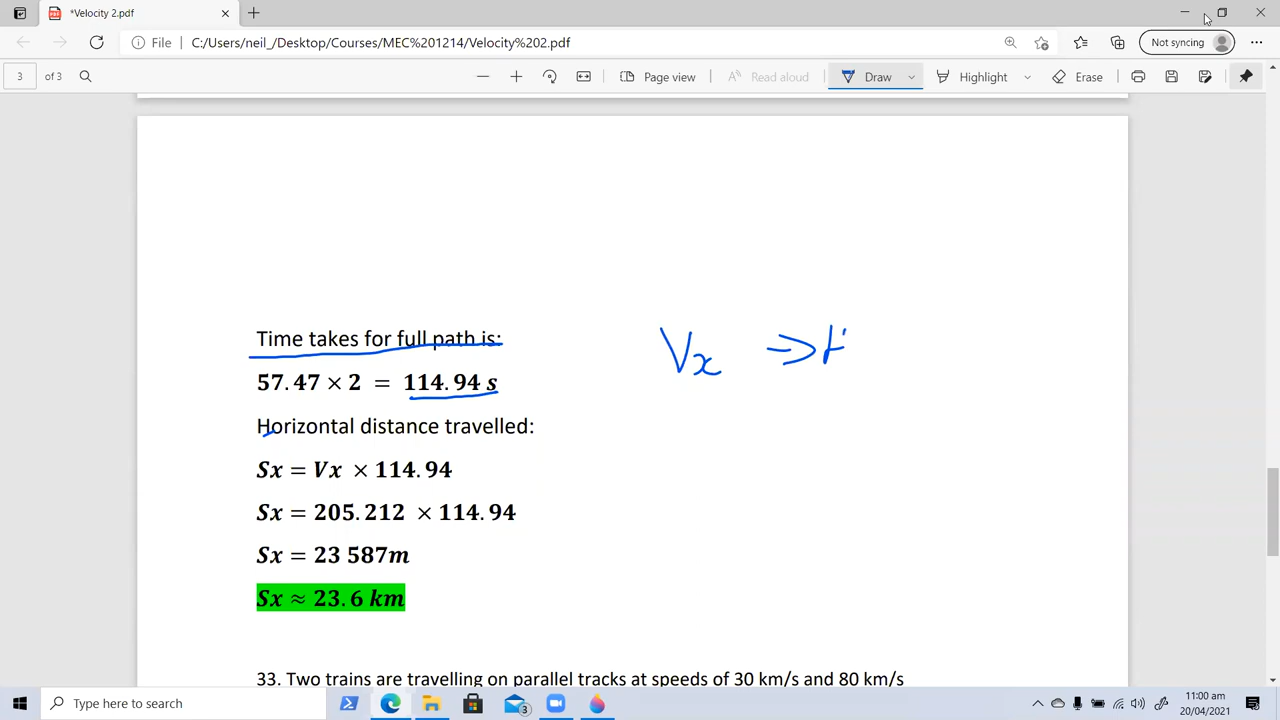 *Velocity 2.pdf
File C:/Users/neil_/Desktop/Courses/MEC%201214/Velocity%202.pdf Not syncing
3 of 3 Page view Read aloud Draw Highlight Erase
Time takes for full path is:
57.47 × 2 = 114.94 s
Horizontal distance travelled:
Sx = Vx × 114.94
Sx = 205.212 × 114.94
Sx = 23 587m
Sx ≈ 23.6 km
Vx →
33. Two trains are travelling on parallel tracks at speeds of 30 km/s and 80 km/s
Type here to search 3 11:00 am
20/04/2021